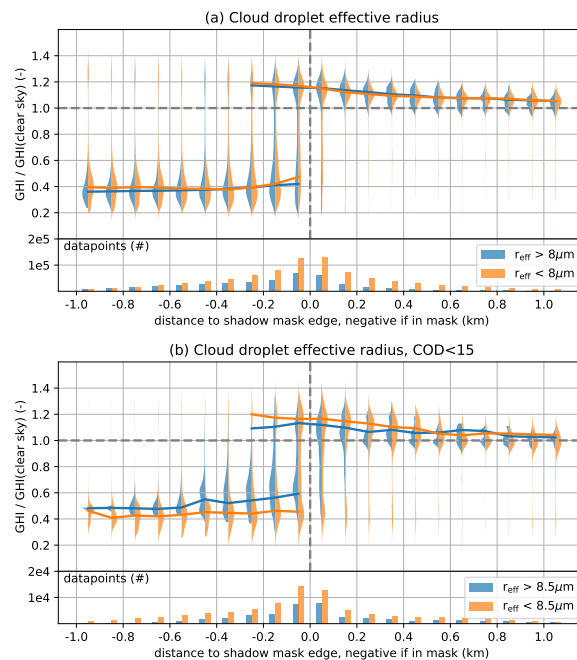 (a) Cloud droplet effective radius
1.4
1.2
1.0
0.8
0.6
0.4
0.2
GHI / GHI(clear sky) (-)
2e5
datapoints (#)
1e5
r_eff > 8μm
r_eff < 8μm
-1.0 -0.8 -0.6 -0.4 -0.2 0.0 0.2 0.4 0.6 0.8 1.0
distance to shadow mask edge, negative if in mask (km)
(b) Cloud droplet effective radius, COD<15
1.4
1.2
1.0
0.8
0.6
0.4
0.2
GHI / GHI(clear sky) (-)
2e4
datapoints (#)
1e4
r_eff > 8.5μm
r_eff < 8.5μm
-1.0 -0.8 -0.6 -0.4 -0.2 0.0 0.2 0.4 0.6 0.8 1.0
distance to shadow mask edge, negative if in mask (km)